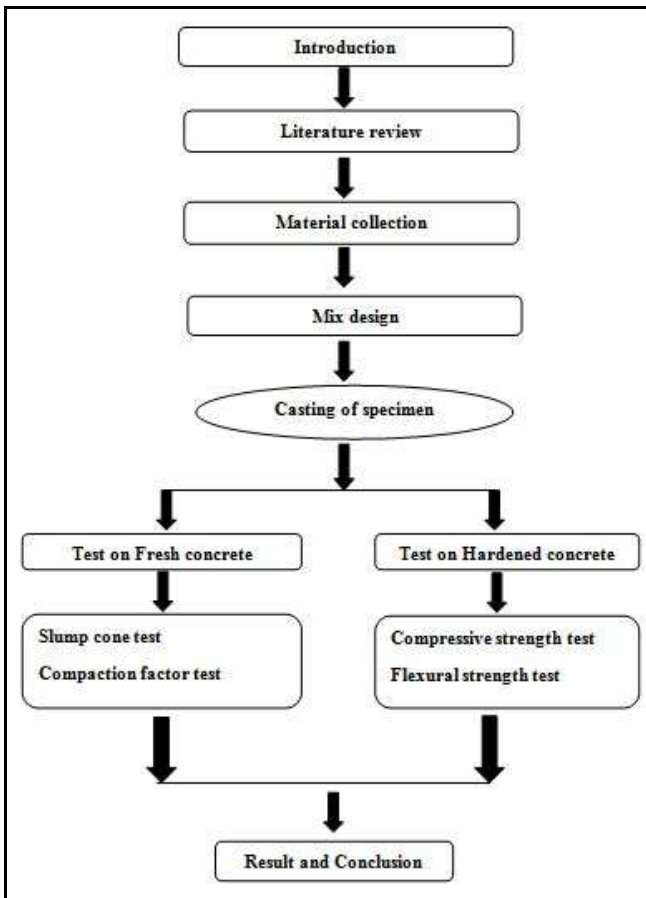 Introduction
Literature review
Material collection
Mix design
Casting of specimen
Test on Fresh concrete
Test on Hardened concrete
Slump cone test
Compaction factor test
Compressive strength test
Flexural strength test
Result and Conclusion